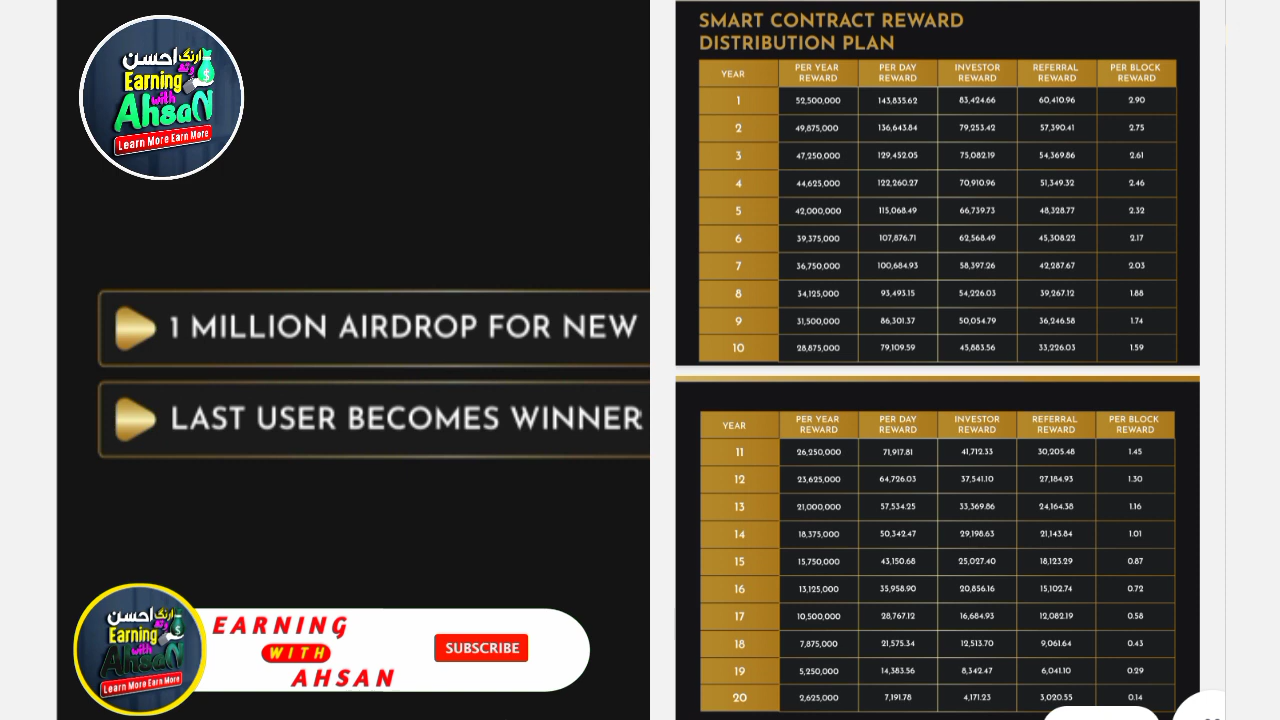 احسن ارنگ
وتھ
Earning
with
AhsaN
Learn More Earn More
1 MILLION AIRDROP FOR NEW
LAST USER BECOMES WINNER
احسن ارنگ
وتھ
Earning
with
AhsaN
Learn More Earn More
EARNING
WITH
AHSAN
SUBSCRIBE
SMART CONTRACT REWARD
DISTRIBUTION PLAN
YEAR PER YEAR REWARD PER DAY REWARD INVESTOR REWARD REFERRAL REWARD PER BLOCK REWARD
1 52,500,000 143,835.62 83,424.66 60,410.96 2.90
2 49,875,000 136,643.84 79,253.42 57,390.41 2.75
3 47,250,000 129,452.05 75,082.19 54,369.86 2.61
4 44,625,000 122,260.27 70,910.96 51,349.32 2.46
5 42,000,000 115,068.49 66,739.73 48,328.77 2.32
6 39,375,000 107,876.71 62,568.49 45,308.22 2.17
7 36,750,000 100,684.93 58,397.26 42,287.67 2.03
8 34,125,000 93,493.15 54,226.03 39,267.12 1.88
9 31,500,000 86,301.37 50,054.79 36,246.58 1.74
10 28,875,000 79,109.59 45,883.56 33,226.03 1.59
YEAR PER YEAR REWARD PER DAY REWARD INVESTOR REWARD REFERRAL REWARD PER BLOCK REWARD
11 26,250,000 71,917.81 41,712.33 30,205.48 1.45
12 23,625,000 64,726.03 37,541.10 27,184.93 1.30
13 21,000,000 57,534.25 33,369.86 24,164.38 1.16
14 18,375,000 50,342.47 29,198.63 21,143.84 1.01
15 15,750,000 43,150.68 25,027.40 18,123.29 0.87
16 13,125,000 35,958.90 20,856.16 15,102.74 0.72
17 10,500,000 28,767.12 16,684.93 12,082.19 0.58
18 7,875,000 21,575.34 12,513.70 9,061.64 0.43
19 5,250,000 14,383.56 8,342.47 6,041.10 0.29
20 2,625,000 7,191.78 4,171.23 3,020.55 0.14